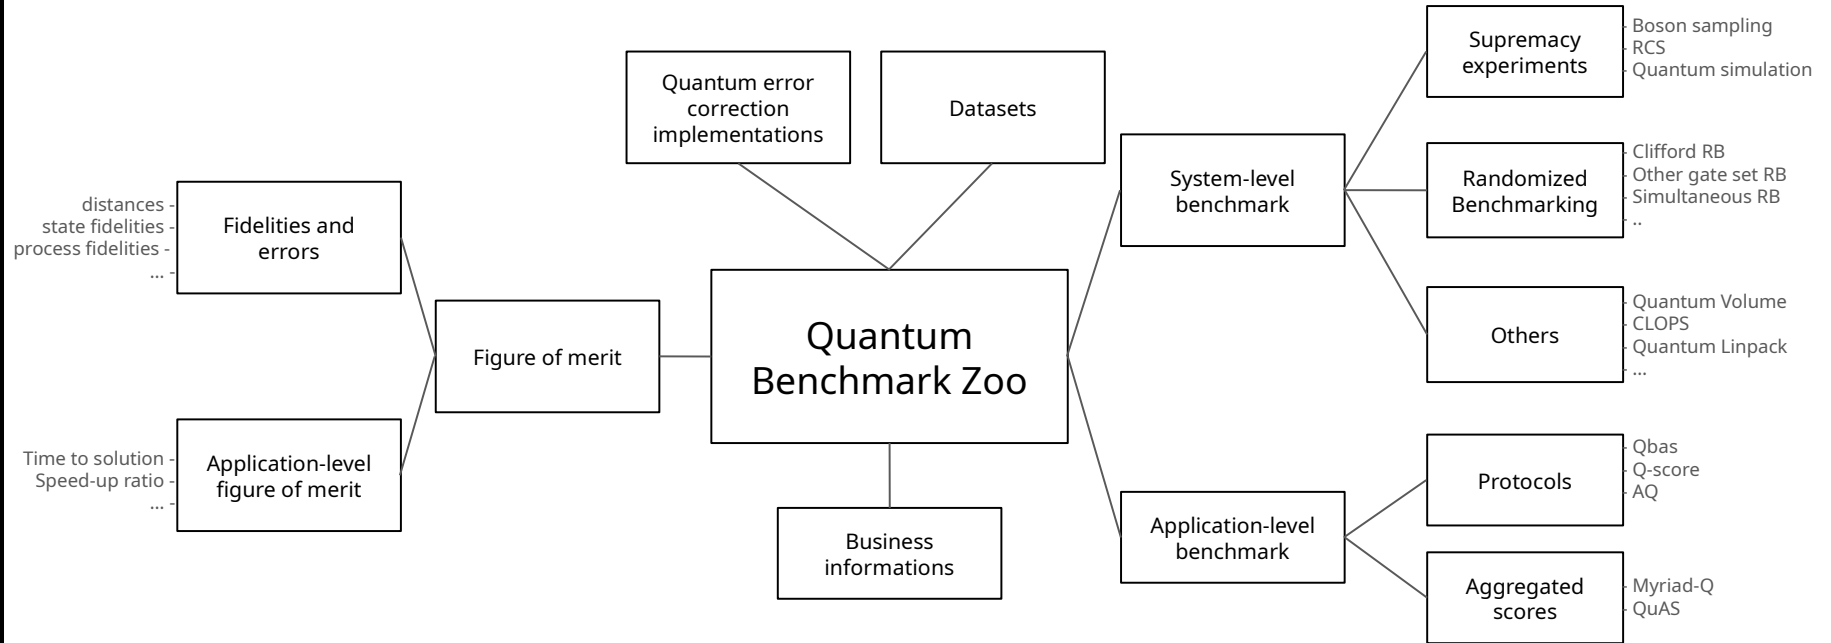 Supremacy
experiments
- Boson sampling
- RCS
- Quantum simulation
Quantum error
correction
implementations
Datasets
System-level
benchmark
Randomized
Benchmarking
- Clifford RB
- Other gate set RB
- Simultaneous RB
- ..
distances -
state fidelities -
process fidelities -
... -
Fidelities and
errors
Figure of merit
Quantum
Benchmark Zoo
Others
- Quantum Volume
- CLOPS
- Quantum Linpack
- ...
Time to solution -
Speed-up ratio -
... -
Application-level
figure of merit
Business
informations
Application-level
benchmark
Protocols
- Qbas
- Q-score
- AQ
Aggregated
scores
- Myriad-Q
- QuAS